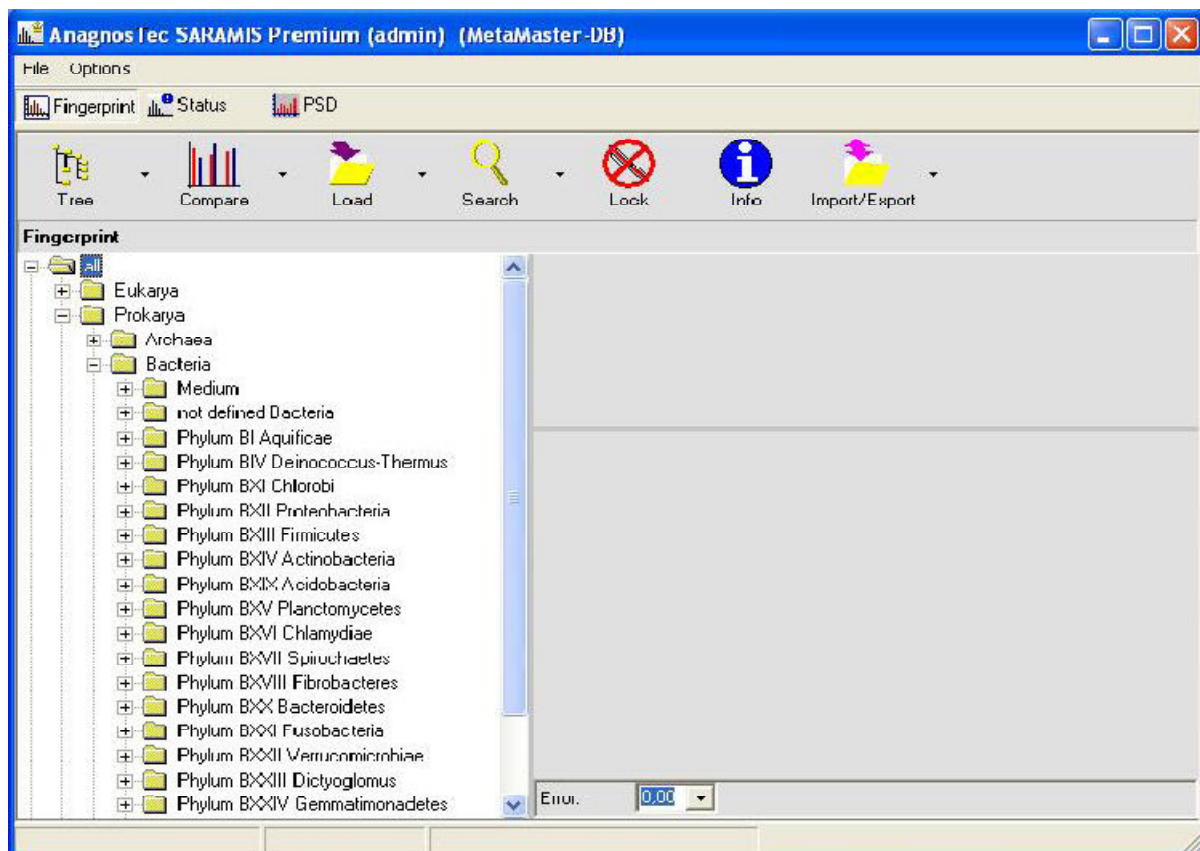 AnagnosTec SARAMIS Premium (admin) (MetaMaster-DB)
File Options
Fingerprint Status PSD
Tree Compare Load Search Lock Info Import/Export
Fingerprint
all
Eukarya
Prokarya
Archaea
Bacteria
Medium
not defined Bacteria
Phylum BI Aquificae
Phylum BIV Deinococcus-Thermus
Phylum BXI Chlorobi
Phylum BXII Proteobacteria
Phylum BXIII Firmicutes
Phylum BXIV Actinobacteria
Phylum BXIX Acidobacteria
Phylum BXV Planctomycetes
Phylum BXVI Chlamydiae
Phylum BXVII Spirochaetes
Phylum BXVIII Fibrobacteres
Phylum BXX Bacteroidetes
Phylum BXXI Fusobacteria
Phylum BXXII Verrucomicrobiae
Phylum BXXIII Dictyoglomus
Phylum BXXIV Gemmatimonadetes
Error: 0,00